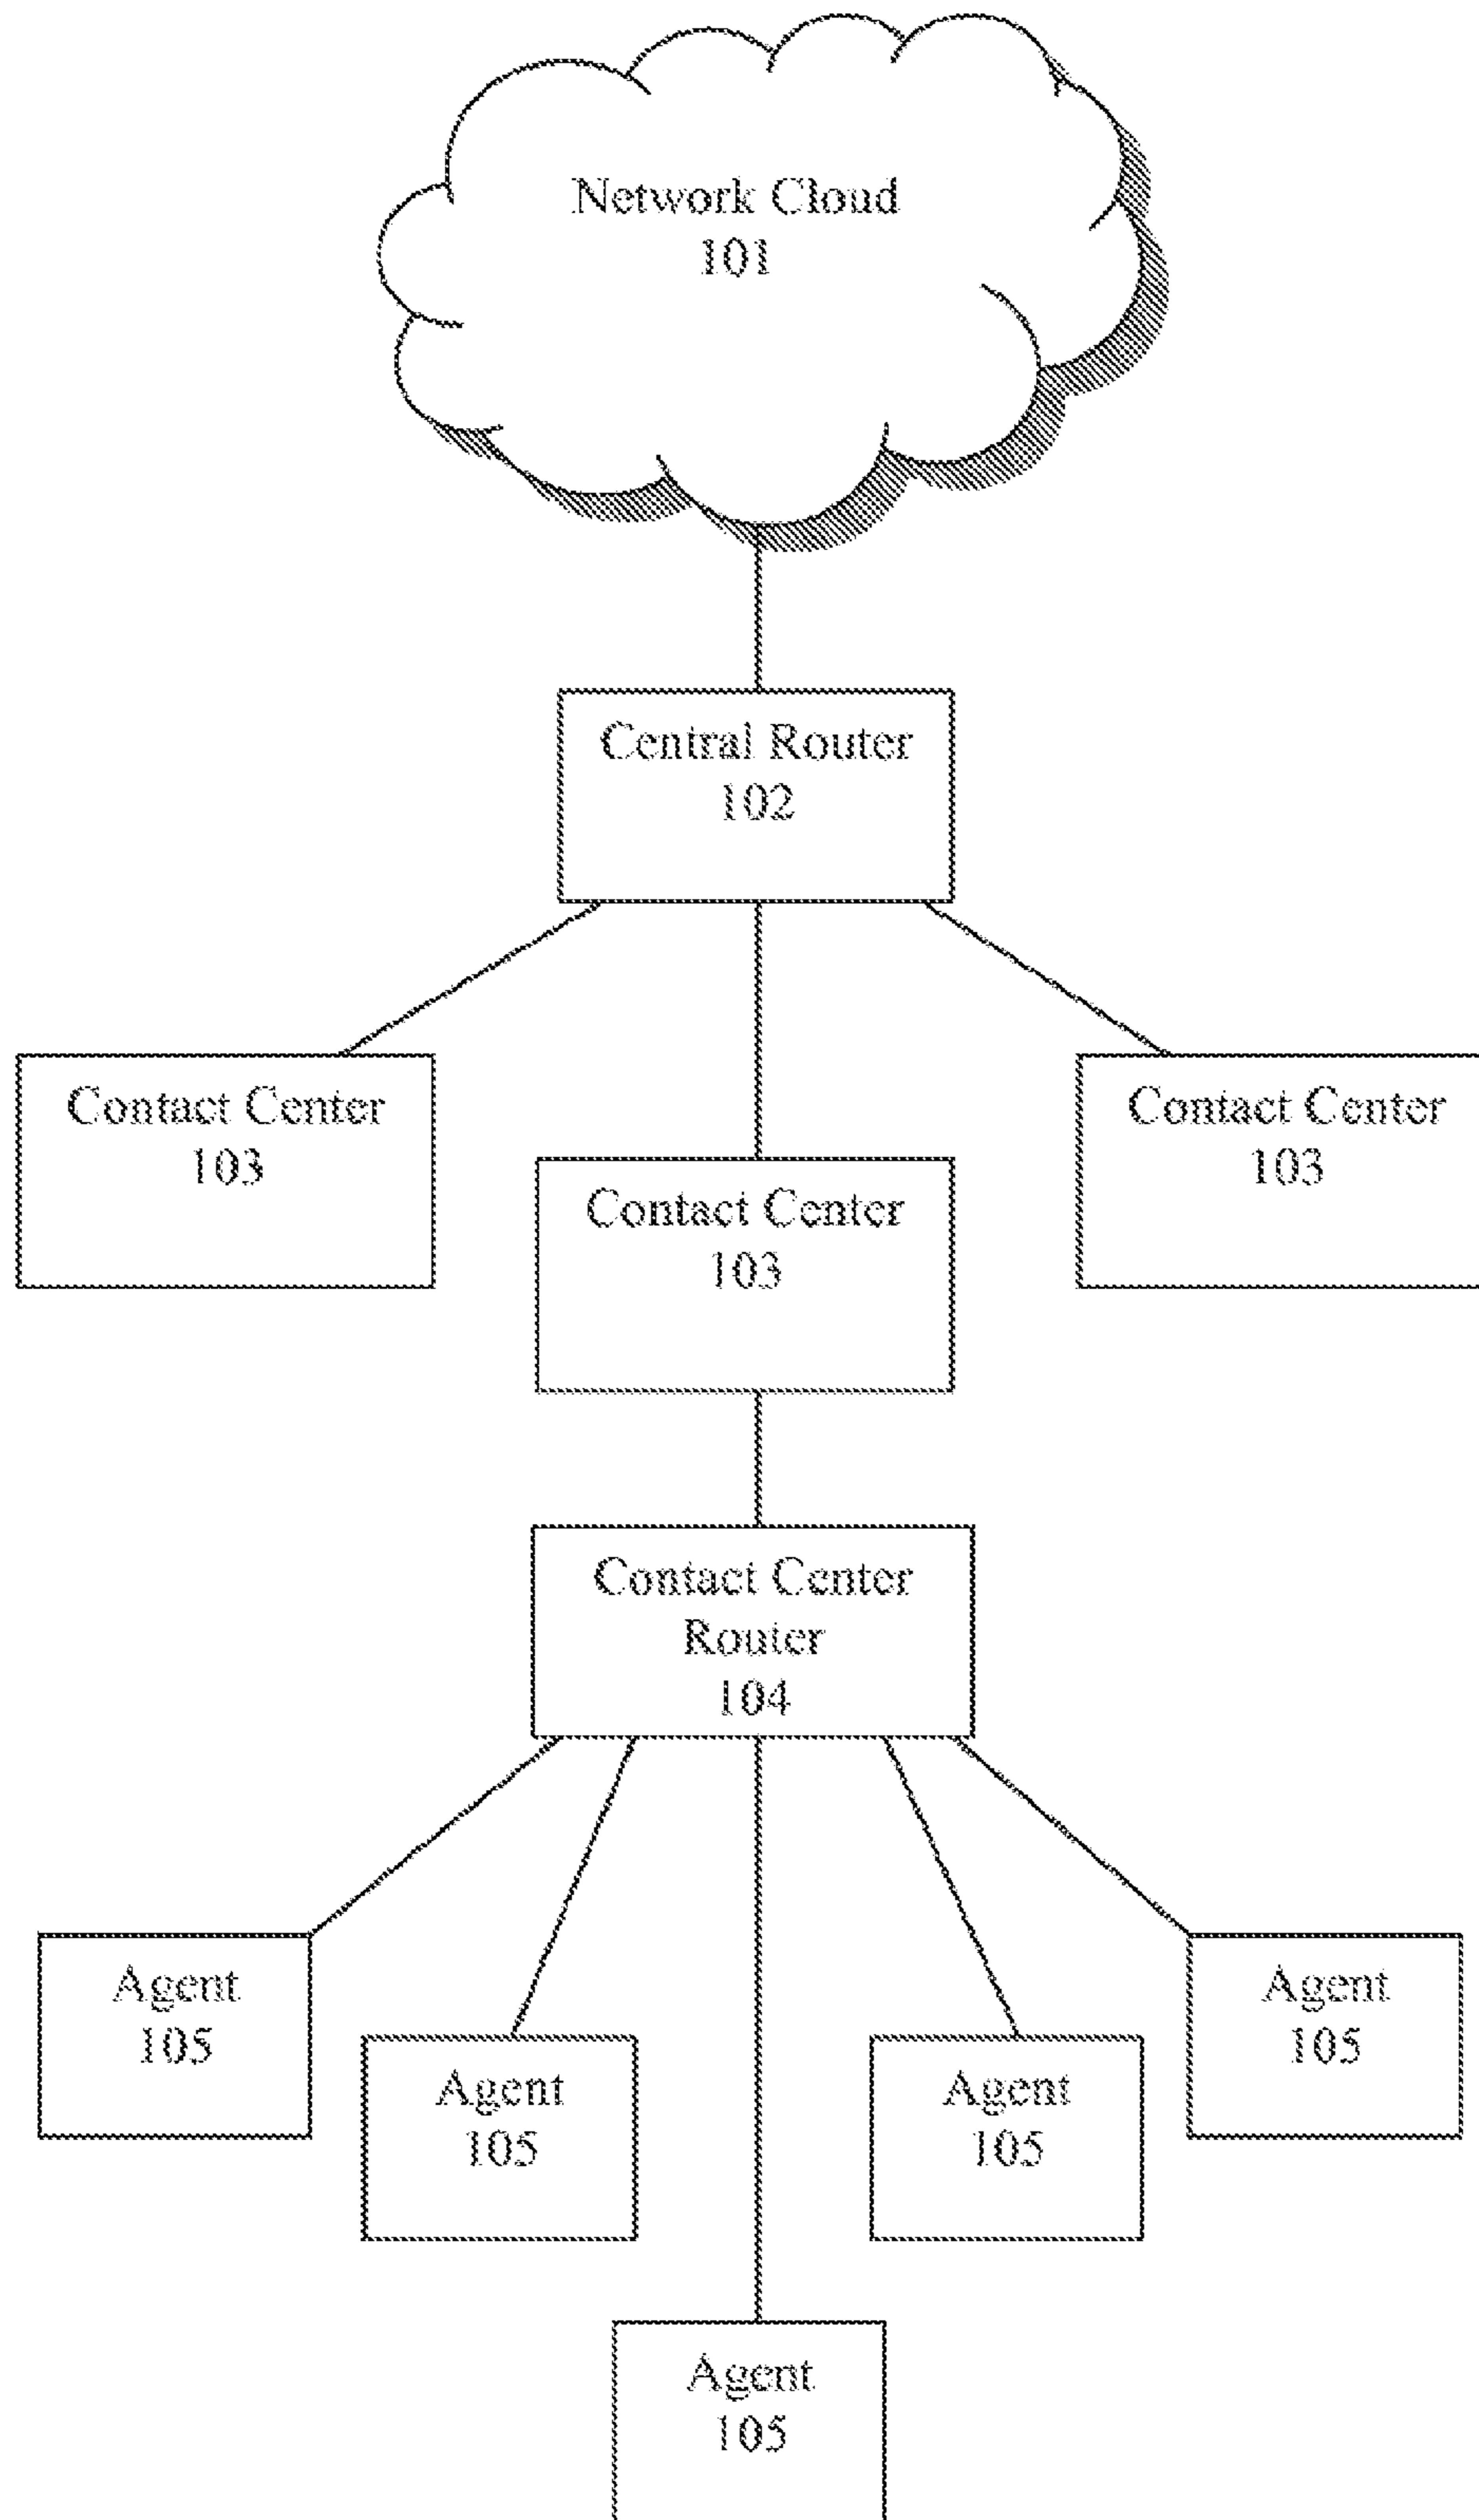 Network Cloud
101
Central Router
102
Contact Center
103
Contact Center
103
Contact Center
103
Contact Center
Router
104
Agent
105
Agent
105
Agent
105
Agent
105
Agent
105